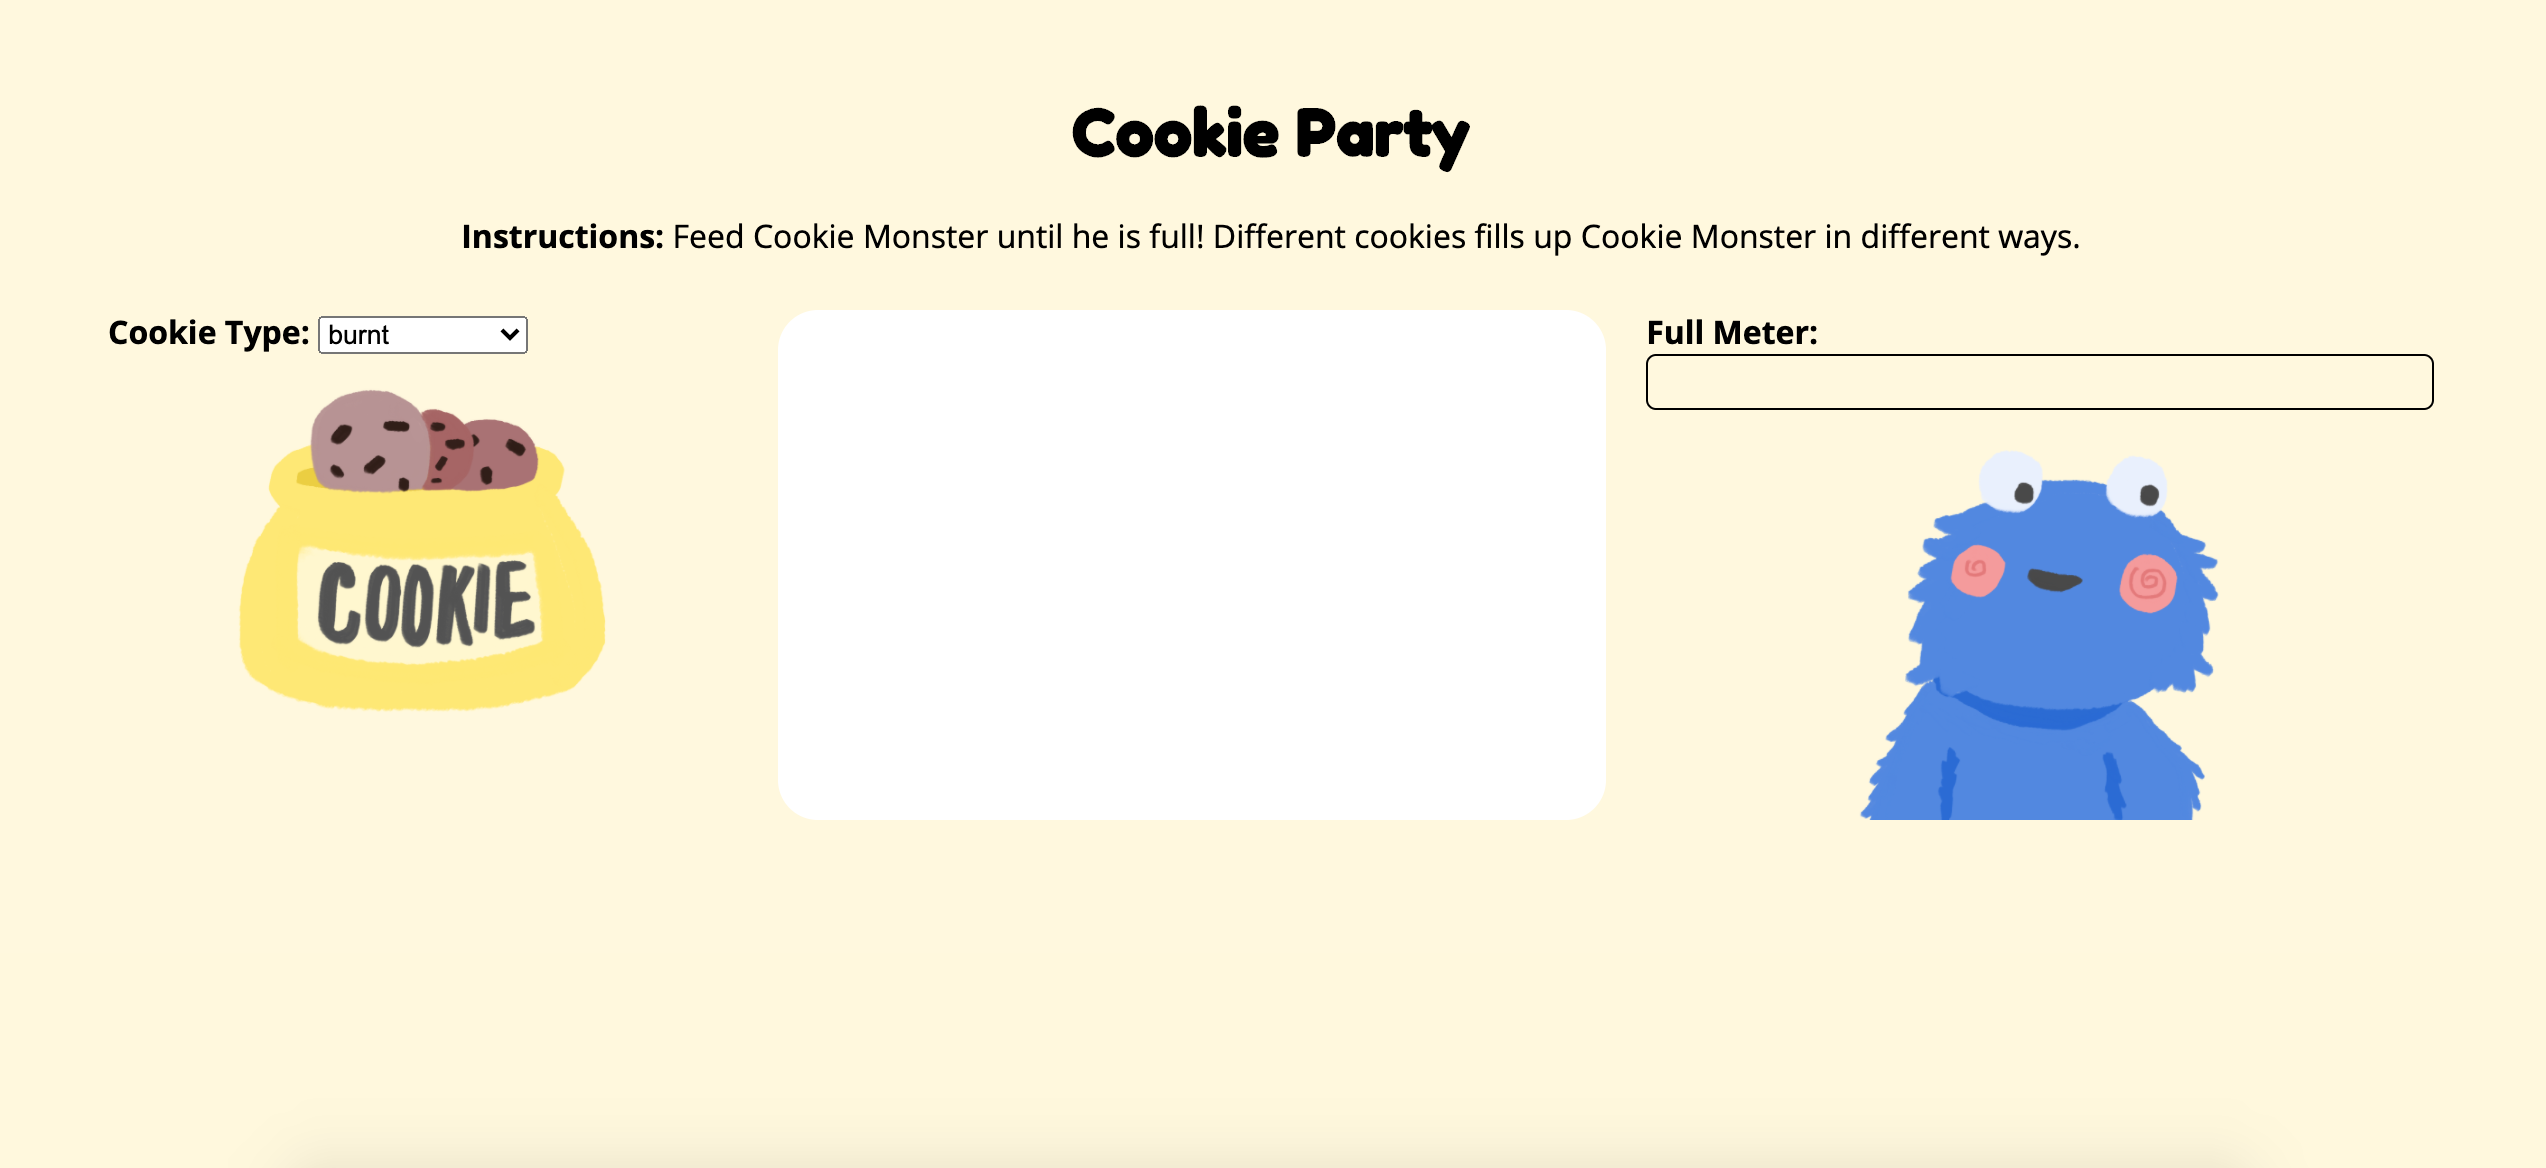 Cookie Party
Instructions: Feed Cookie Monster until he is full! Different cookies fills up Cookie Monster in different ways.
Cookie Type: burnt
Full Meter:
COOKIE